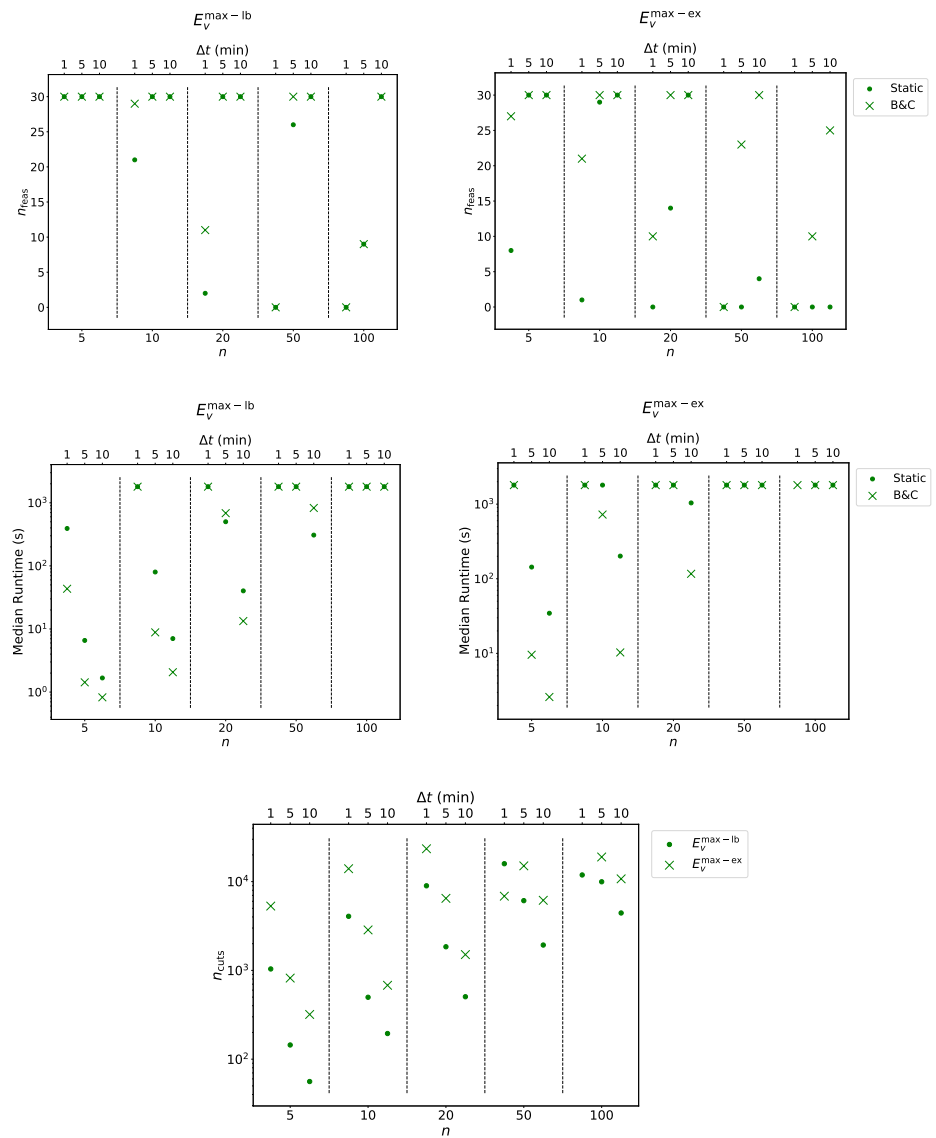 E_v^{max−lb}
Δt (min)
1 5 10 1 5 10 1 5 10 1 5 10 1 5 10
30
25
20
15
10
5
0
n_feas
5 10 20 50 100
n
E_v^{max−ex}
Δt (min)
1 5 10 1 5 10 1 5 10 1 5 10 1 5 10
30
25
20
15
10
5
0
n_feas
5 10 20 50 100
n
Static
B&C
E_v^{max−lb}
Δt (min)
1 5 10 1 5 10 1 5 10 1 5 10 1 5 10
10^3
10^2
10^1
10^0
Median Runtime (s)
5 10 20 50 100
n
E_v^{max−ex}
Δt (min)
1 5 10 1 5 10 1 5 10 1 5 10 1 5 10
10^3
10^2
10^1
Median Runtime (s)
5 10 20 50 100
n
Static
B&C
Δt (min)
1 5 10 1 5 10 1 5 10 1 5 10 1 5 10
10^4
10^3
10^2
n_cuts
5 10 20 50 100
n
E_v^{max−lb}
E_v^{max−ex}